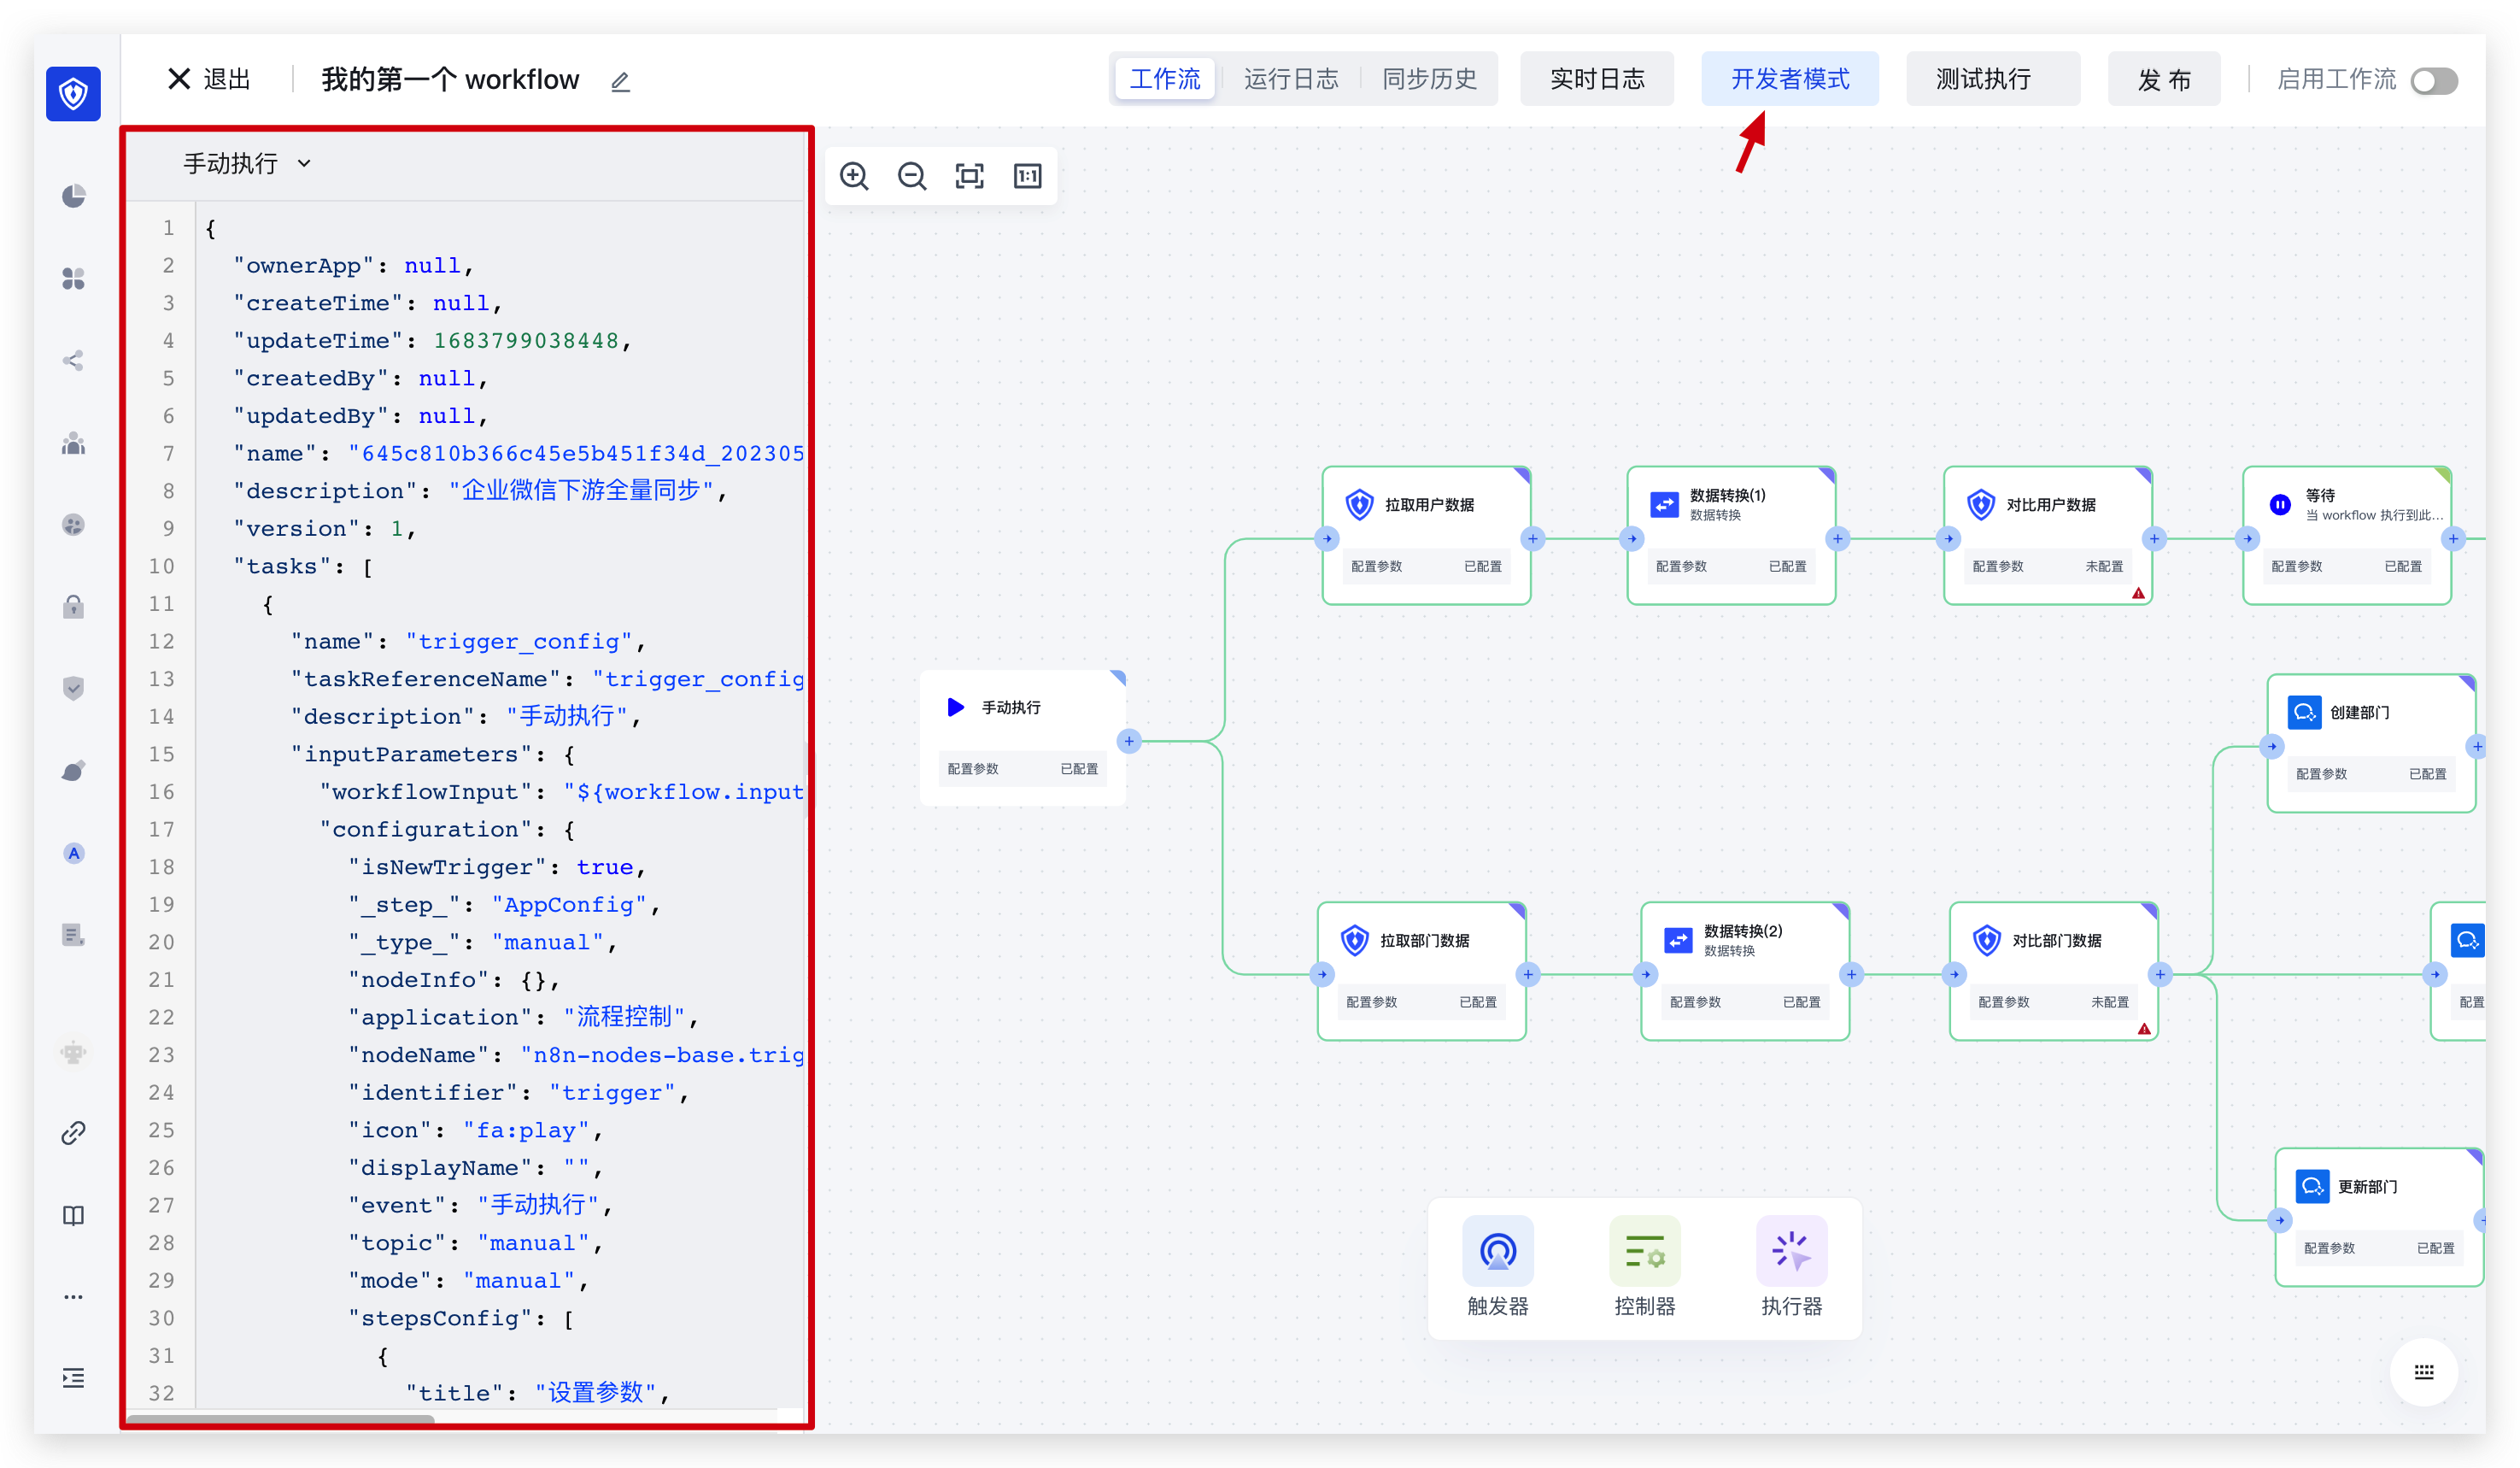 退出
我的第一个 workflow
工作流
运行日志
同步历史
实时日志
开发者模式
测试执行
发 布
启用工作流
手动执行
1 {
2 "ownerApp": null,
3 "createTime": null,
4 "updateTime": 1683799038448,
5 "createdBy": null,
6 "updatedBy": null,
7 "name": "645c810b366c45e5b451f34d_202305
8 "description": "企业微信下游全量同步",
9 "version": 1,
10 "tasks": [
11 {
12 "name": "trigger_config",
13 "taskReferenceName": "trigger_config
14 "description": "手动执行",
15 "inputParameters": {
16 "workflowInput": "${workflow.input
17 "configuration": {
18 "isNewTrigger": true,
19 "_step_": "AppConfig",
20 "_type_": "manual",
21 "nodeInfo": {},
22 "application": "流程控制",
23 "nodeName": "n8n-nodes-base.trig
24 "identifier": "trigger",
25 "icon": "fa:play",
26 "displayName": "",
27 "event": "手动执行",
28 "topic": "manual",
29 "mode": "manual",
30 "stepsConfig": [
31 {
32 "title": "设置参数",
1:1
拉取用户数据
配置参数 已配置
数据转换(1)
数据转换
配置参数 已配置
对比用户数据
配置参数 未配置
等待
当 workflow 执行到此...
配置参数 已配置
手动执行
配置参数 已配置
创建部门
配置参数 已配置
拉取部门数据
配置参数 已配置
数据转换(2)
数据转换
配置参数 已配置
对比部门数据
配置参数 未配置
配置
更新部门
配置参数 已配置
触发器
控制器
执行器
A